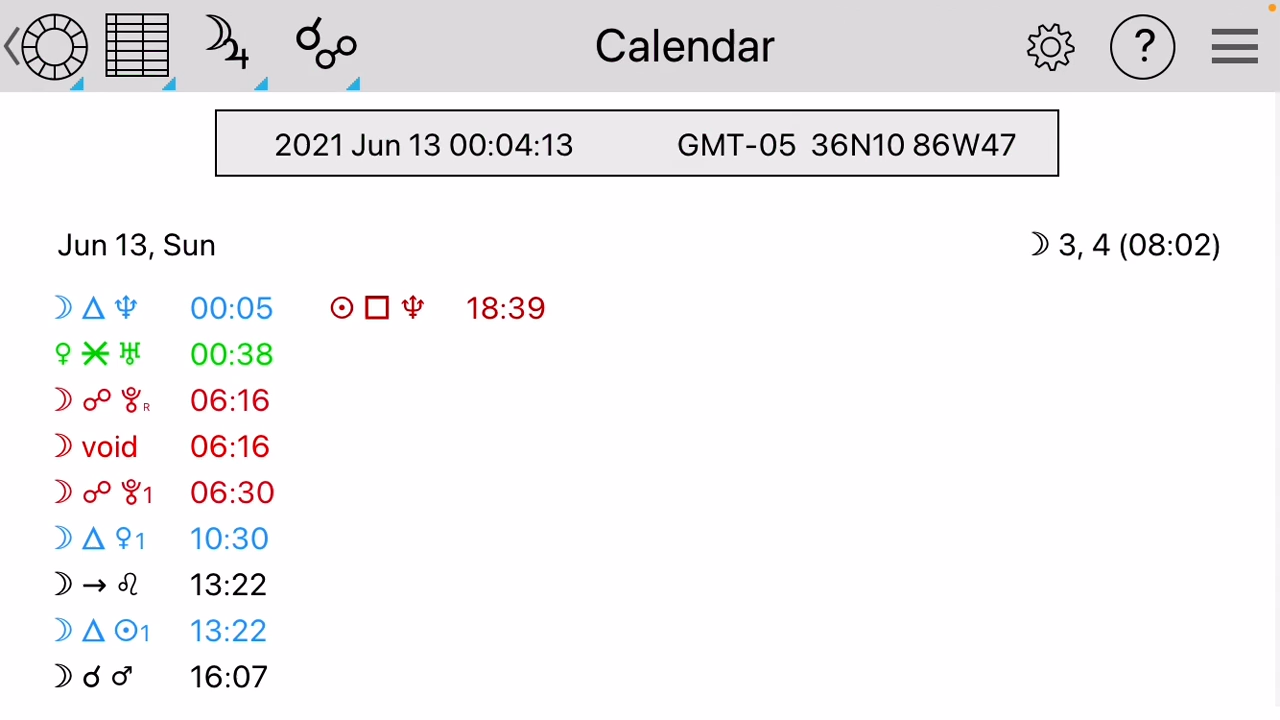 Calendar
?
2021 Jun 13 00:04:13 GMT-05 36N10 86W47
Jun 13, Sun ☽ 3, 4 (08:02)
☽ △ ♆ 00:05 ☉ □ ♆ 18:39
♀ ⚹ ♅ 00:38
☽ ☍ ⯓R 06:16
☽ void 06:16
☽ ☍ ⯓1 06:30
☽ △ ♀1 10:30
☽ → ♌ 13:22
☽ △ ☉1 13:22
☽ ☌ ♂ 16:07